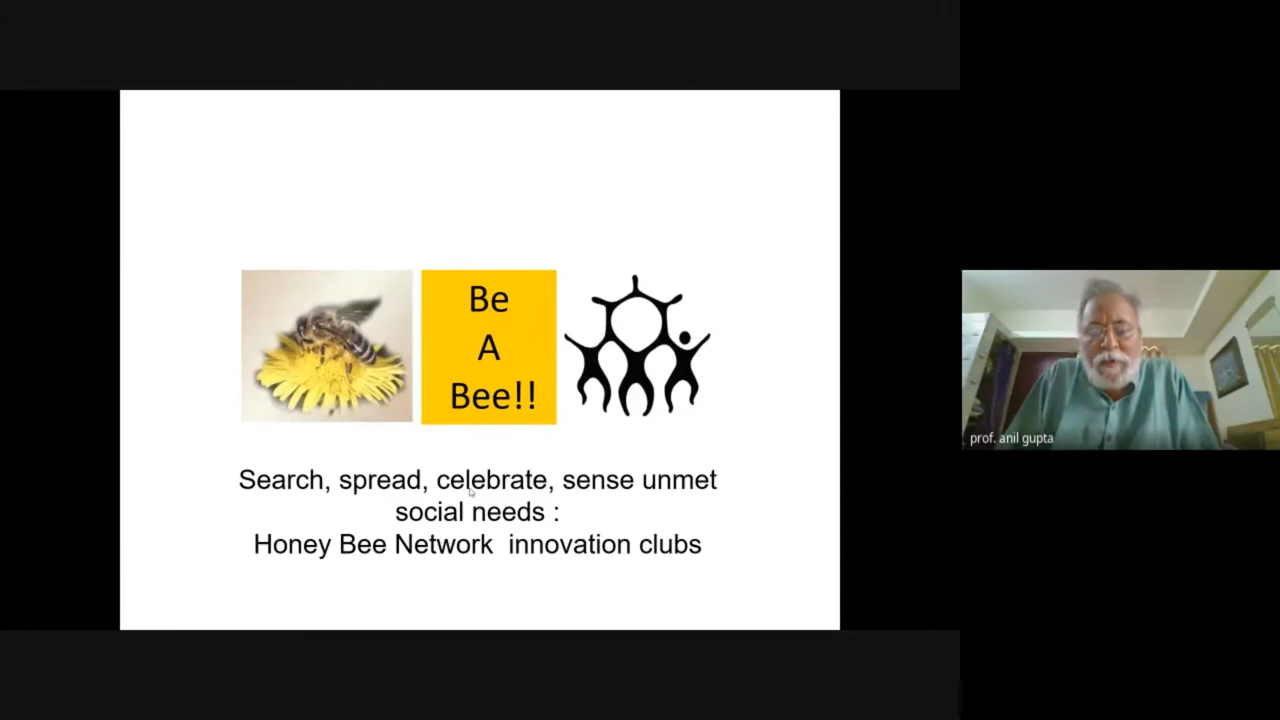 Be
A
Bee!!
Search, spread, celebrate, sense unmet
social needs :
Honey Bee Network innovation clubs
prof. anil gupta